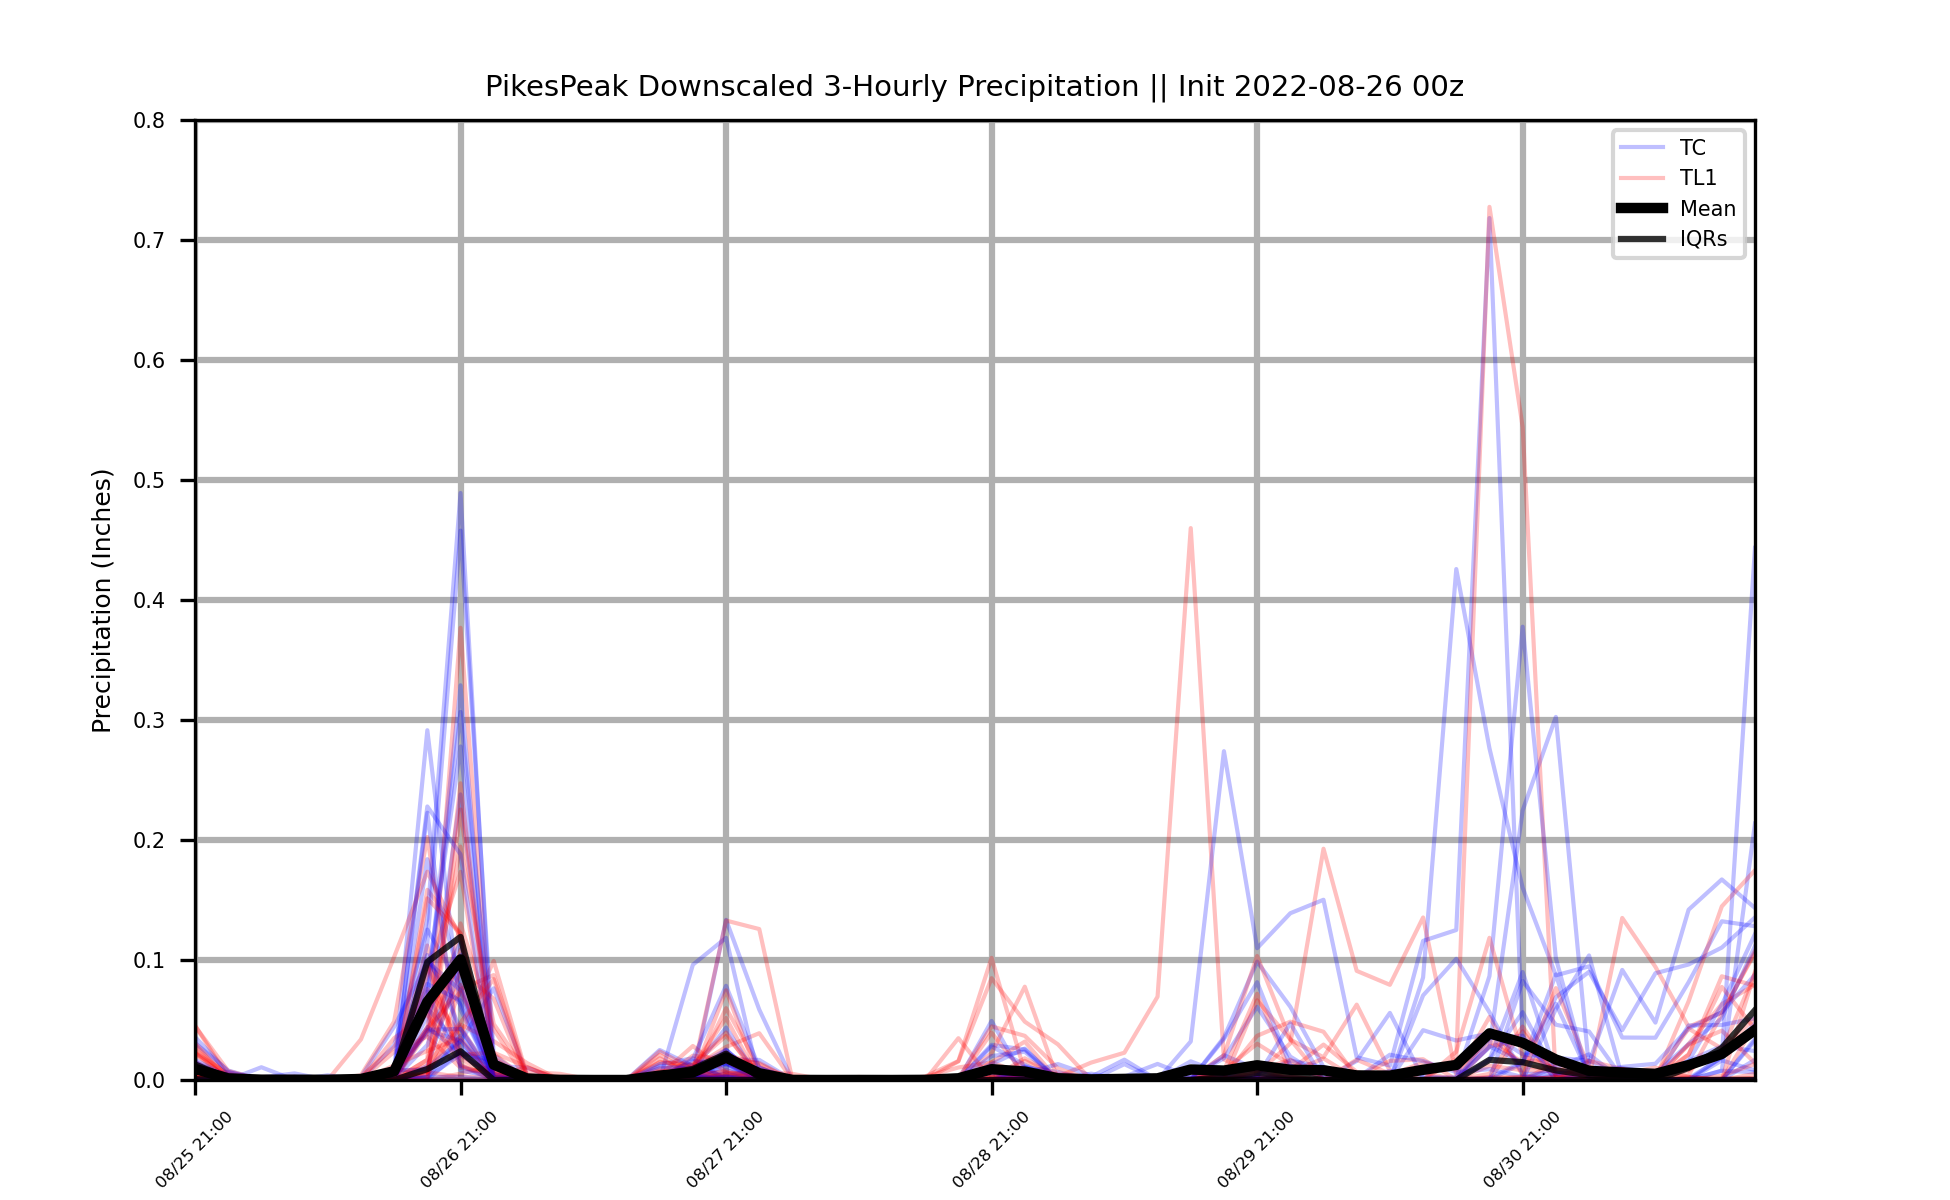 PikesPeak Downscaled 3-Hourly Precipitation || Init 2022-08-26 00z
0.8
0.7
0.6
0.5
0.4
0.3
0.2
0.1
0.0
Precipitation (Inches)
TC
TL1
Mean
IQRs
08/25 21:00
08/26 21:00
08/27 21:00
08/28 21:00
08/29 21:00
08/30 21:00